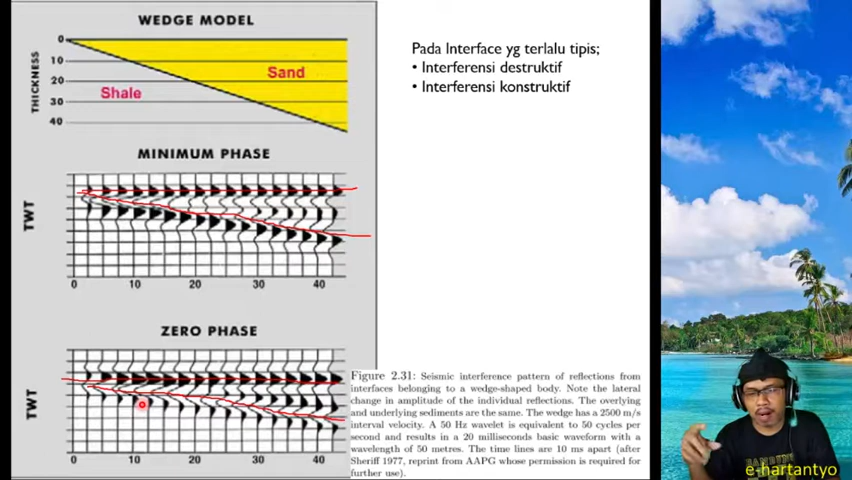 WEDGE MODEL
THICKNESS
0
10
20
30
40
Shale
Sand
MINIMUM PHASE
TWT
0 10 20 30 40
ZERO PHASE
TWT
0 10 20 30 40
Pada Interface yg terlalu tipis;
• Interferensi destruktif
• Interferensi konstruktif
Figure 2.31: Seismic interference pattern of reflections from
interfaces belonging to a wedge-shaped body. Note the lateral
change in amplitude of the individual reflections. The overlying
and underlying sediments are the same. The wedge has a 2500 m/s
interval velocity. A 50 Hz wavelet is equivalent to 50 cycles per
second and results in a 20 milliseconds basic waveform with a
wavelength of 50 metres. The time lines are 10 ms apart (after
Sheriff 1977, reprint from AAPG whose permission is required for
further use).
BANDUNG
e-hartantyo